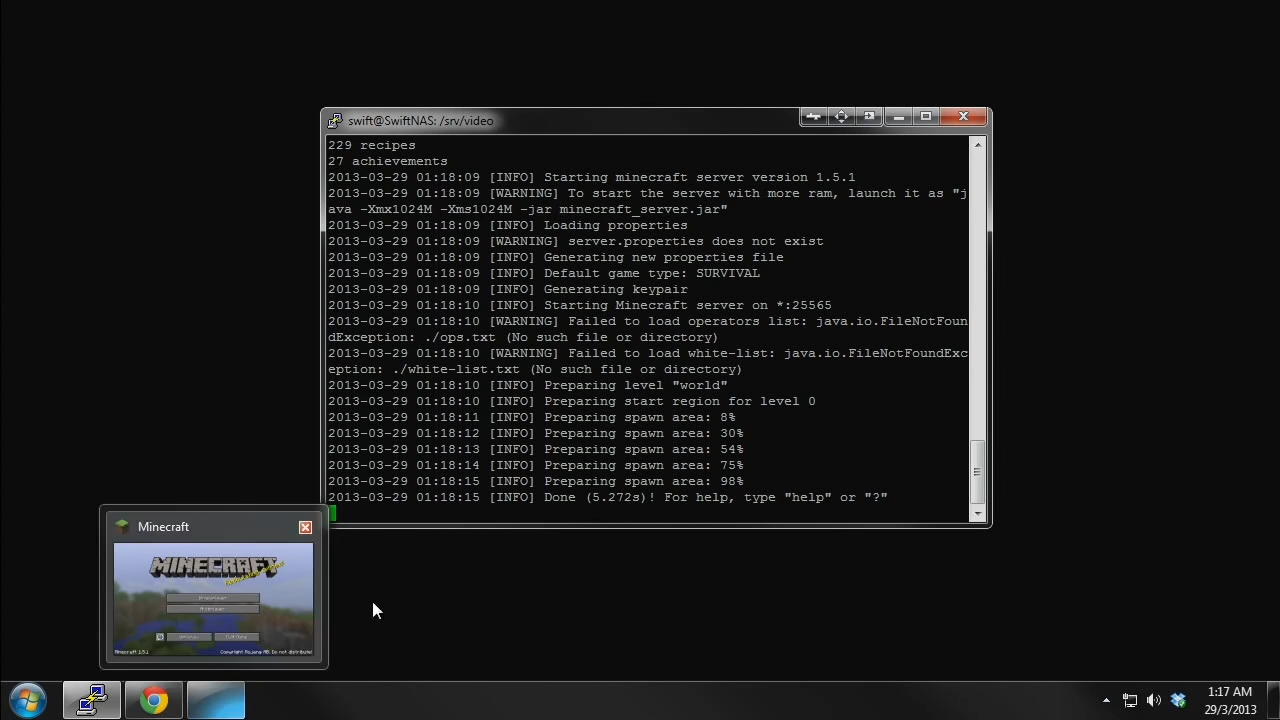 swift@SwiftNAS: /srv/video
229 recipes
27 achievements
2013-03-29 01:18:09 [INFO] Starting minecraft server version 1.5.1
2013-03-29 01:18:09 [WARNING] To start the server with more ram, launch it as "j
ava -Xmx1024M -Xms1024M -jar minecraft_server.jar"
2013-03-29 01:18:09 [INFO] Loading properties
2013-03-29 01:18:09 [WARNING] server.properties does not exist
2013-03-29 01:18:09 [INFO] Generating new properties file
2013-03-29 01:18:09 [INFO] Default game type: SURVIVAL
2013-03-29 01:18:09 [INFO] Generating keypair
2013-03-29 01:18:10 [INFO] Starting Minecraft server on *:25565
2013-03-29 01:18:10 [WARNING] Failed to load operators list: java.io.FileNotFoun
dException: ./ops.txt (No such file or directory)
2013-03-29 01:18:10 [WARNING] Failed to load white-list: java.io.FileNotFoundExc
eption: ./white-list.txt (No such file or directory)
2013-03-29 01:18:10 [INFO] Preparing level "world"
2013-03-29 01:18:10 [INFO] Preparing start region for level 0
2013-03-29 01:18:11 [INFO] Preparing spawn area: 8%
2013-03-29 01:18:12 [INFO] Preparing spawn area: 30%
2013-03-29 01:18:13 [INFO] Preparing spawn area: 54%
2013-03-29 01:18:14 [INFO] Preparing spawn area: 75%
2013-03-29 01:18:15 [INFO] Preparing spawn area: 98%
2013-03-29 01:18:15 [INFO] Done (5.272s)! For help, type "help" or "?"
Minecraft
MINECRAFT
Minecraft 1.5.1
Copyright Mojang AB. Do not distribute!
1:17 AM
29/3/2013